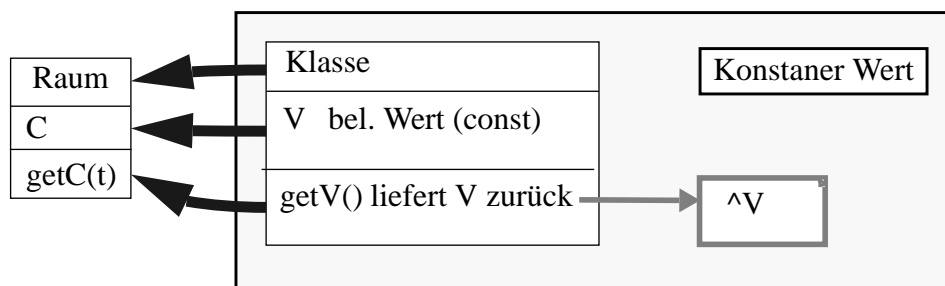 Raum
C
getC(t)
Klasse
V bel. Wert (const)
getV() liefert V zurück
Konstaner Wert
^V